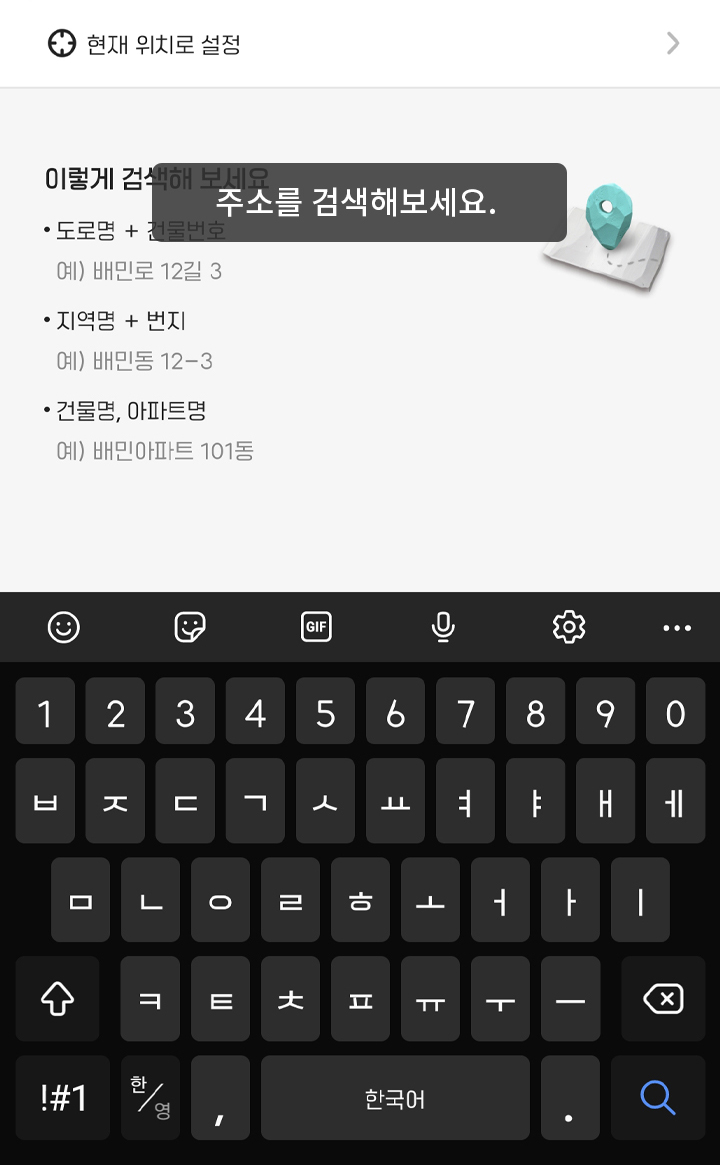 현재 위치로 설정
이렇게 검색해 보세요
주소를 검색해보세요.
• 도로명 + 건물번호
예) 배민로 12길 3
• 지역명 + 번지
예) 배민동 12-3
• 건물명, 아파트명
예) 배민아파트 101동
GIF
1 2 3 4 5 6 7 8 9 0
ㅂ ㅈ ㄷ ㄱ ㅅ ㅛ ㅕ ㅑ ㅐ ㅔ
ㅁ ㄴ ㅇ ㄹ ㅎ ㅗ ㅓ ㅏ ㅣ
ㅋ ㅌ ㅊ ㅍ ㅠ ㅜ ㅡ
!#1 한/영 , 한국어 .